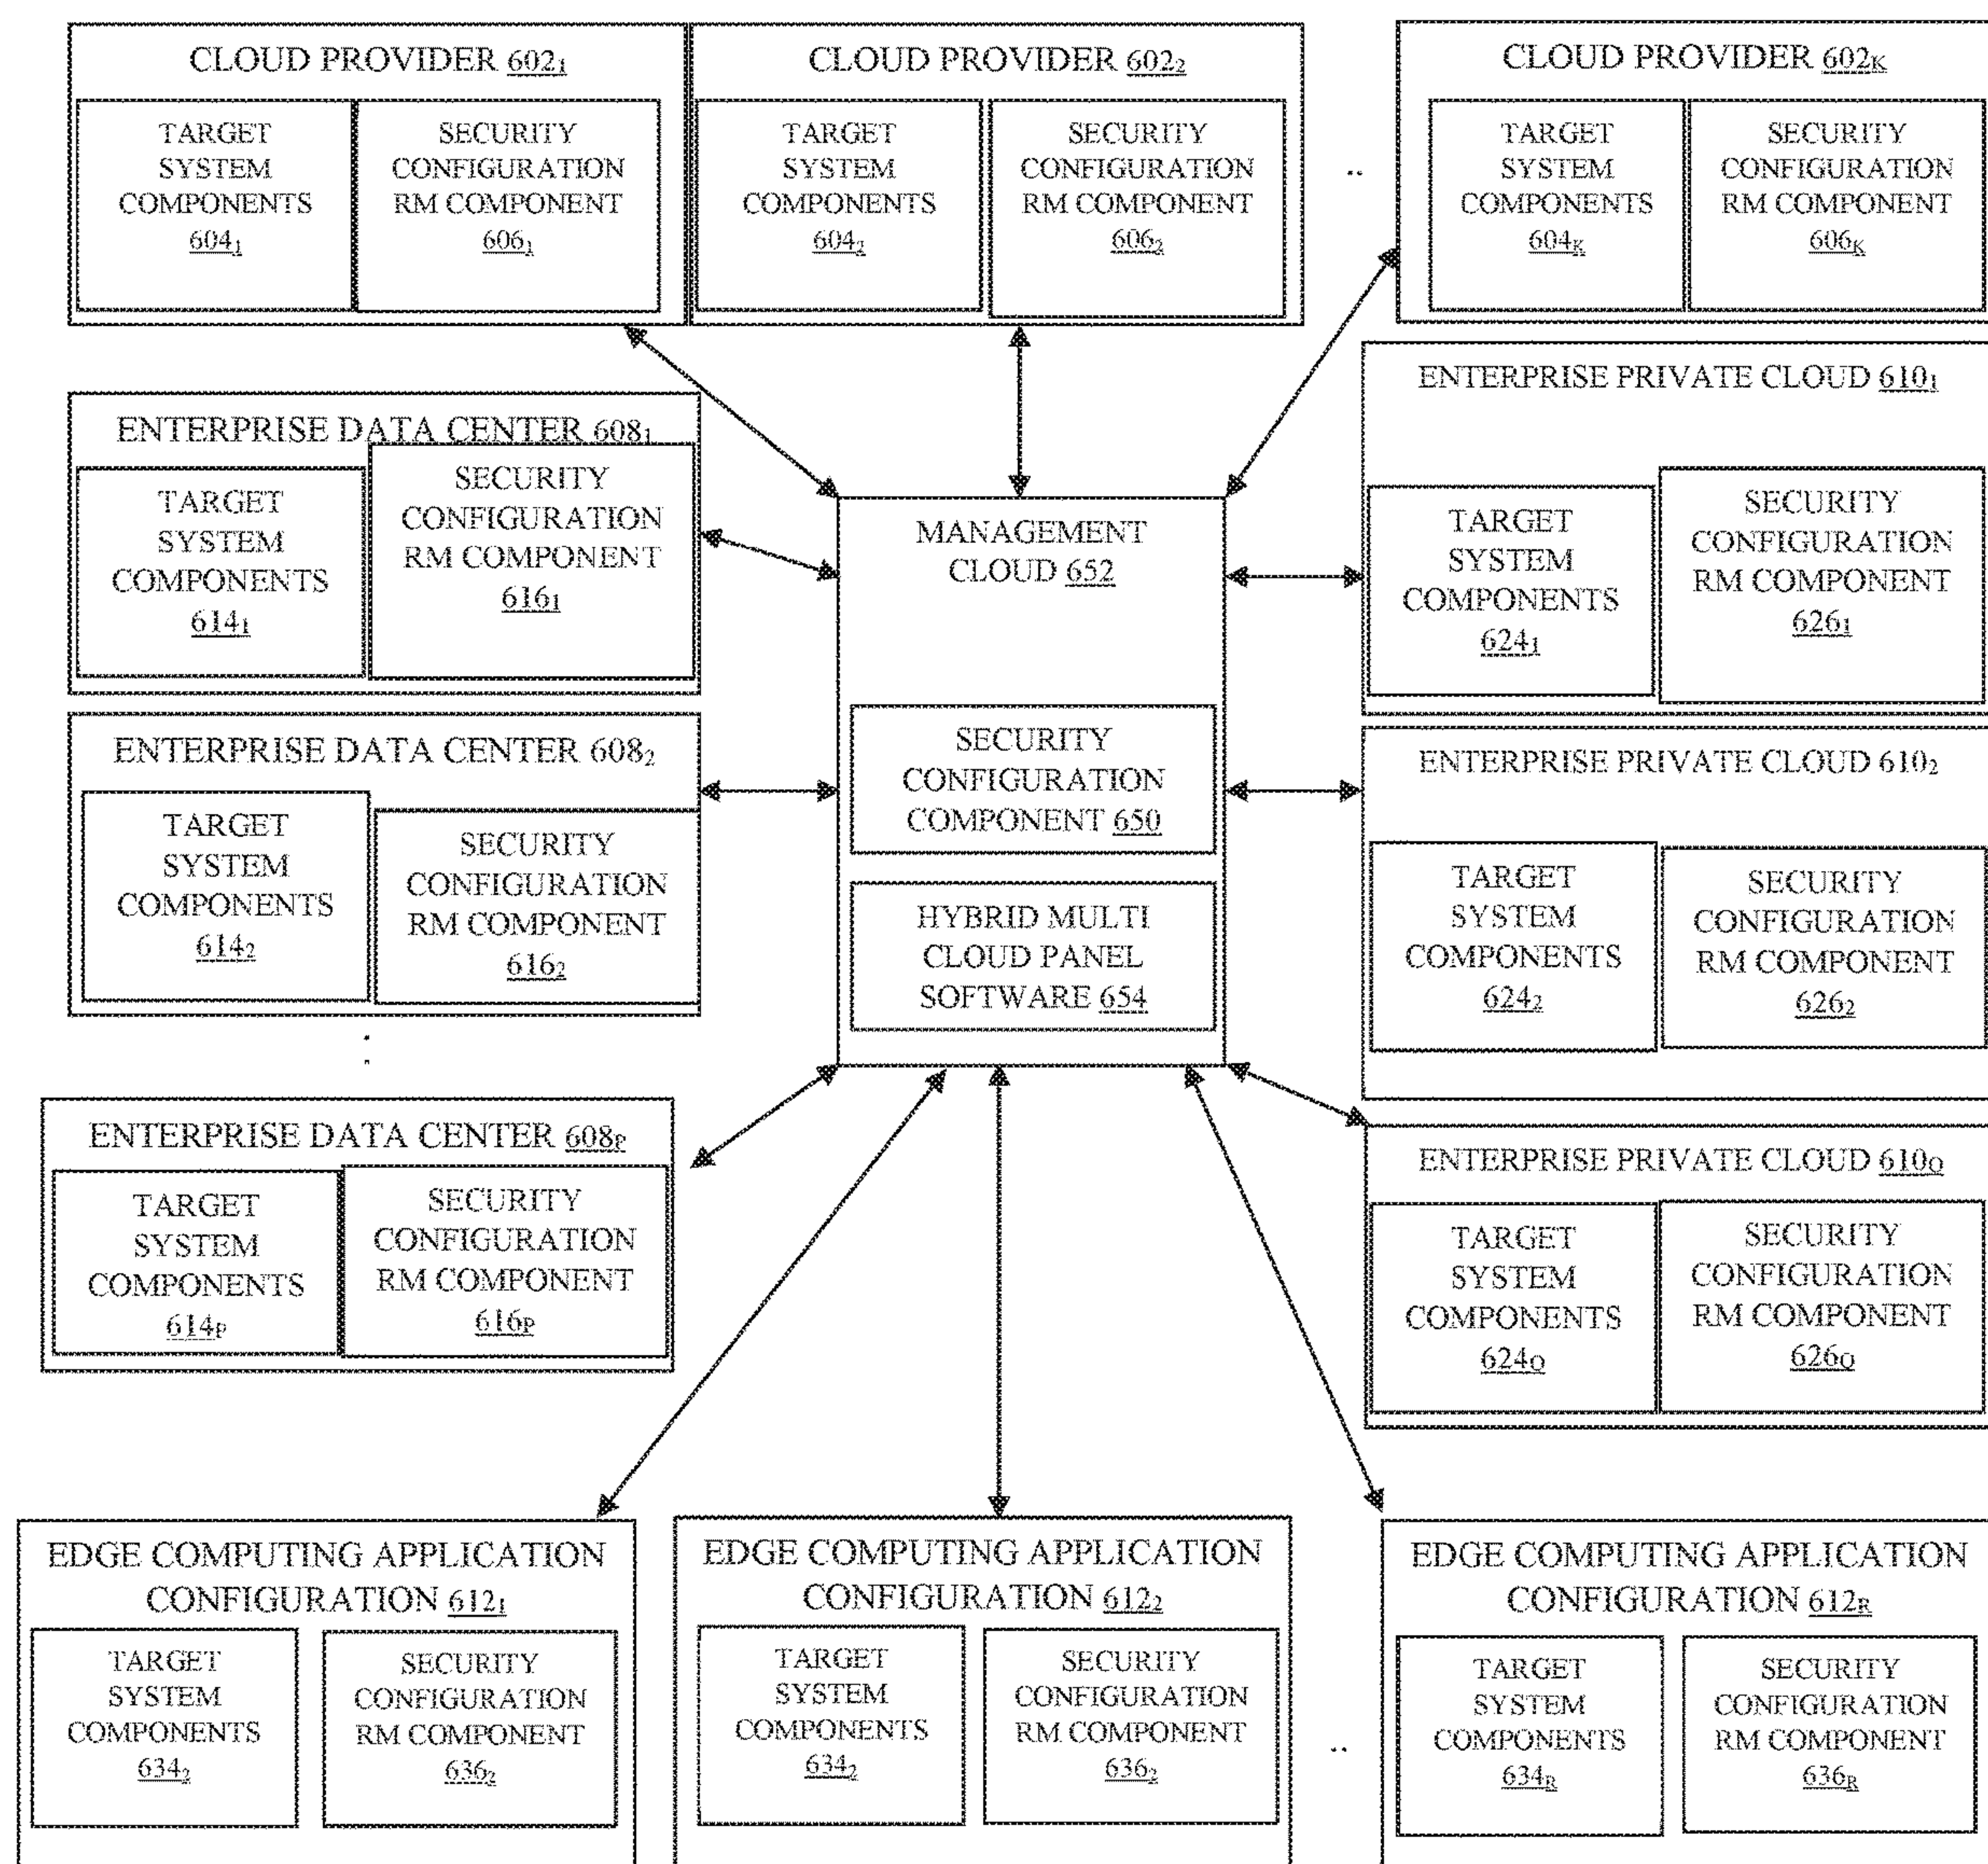 CLOUD PROVIDER 602₁
TARGET
SYSTEM
COMPONENTS
604₁
SECURITY
CONFIGURATION
RM COMPONENT
606₁
CLOUD PROVIDER 602₂
TARGET
SYSTEM
COMPONENTS
604₂
SECURITY
CONFIGURATION
RM COMPONENT
606₂
..
CLOUD PROVIDER 602K
TARGET
SYSTEM
COMPONENTS
604K
SECURITY
CONFIGURATION
RM COMPONENT
606K
ENTERPRISE DATA CENTER 608₁
TARGET
SYSTEM
COMPONENTS
614₁
SECURITY
CONFIGURATION
RM COMPONENT
616₁
MANAGEMENT
CLOUD 652
SECURITY
CONFIGURATION
COMPONENT 650
HYBRID MULTI
CLOUD PANEL
SOFTWARE 654
ENTERPRISE PRIVATE CLOUD 610₁
TARGET
SYSTEM
COMPONENTS
624₁
SECURITY
CONFIGURATION
RM COMPONENT
626₁
ENTERPRISE DATA CENTER 608₂
TARGET
SYSTEM
COMPONENTS
614₂
SECURITY
CONFIGURATION
RM COMPONENT
616₂
:
ENTERPRISE PRIVATE CLOUD 610₂
TARGET
SYSTEM
COMPONENTS
624₂
SECURITY
CONFIGURATION
RM COMPONENT
626₂
ENTERPRISE DATA CENTER 608P
TARGET
SYSTEM
COMPONENTS
614P
SECURITY
CONFIGURATION
RM COMPONENT
616P
ENTERPRISE PRIVATE CLOUD 610Q
TARGET
SYSTEM
COMPONENTS
624Q
SECURITY
CONFIGURATION
RM COMPONENT
626Q
EDGE COMPUTING APPLICATION
CONFIGURATION 612₁
TARGET
SYSTEM
COMPONENTS
634₂
SECURITY
CONFIGURATION
RM COMPONENT
636₂
EDGE COMPUTING APPLICATION
CONFIGURATION 612₂
TARGET
SYSTEM
COMPONENTS
634₂
SECURITY
CONFIGURATION
RM COMPONENT
636₂
..
EDGE COMPUTING APPLICATION
CONFIGURATION 612R
TARGET
SYSTEM
COMPONENTS
634R
SECURITY
CONFIGURATION
RM COMPONENT
636R